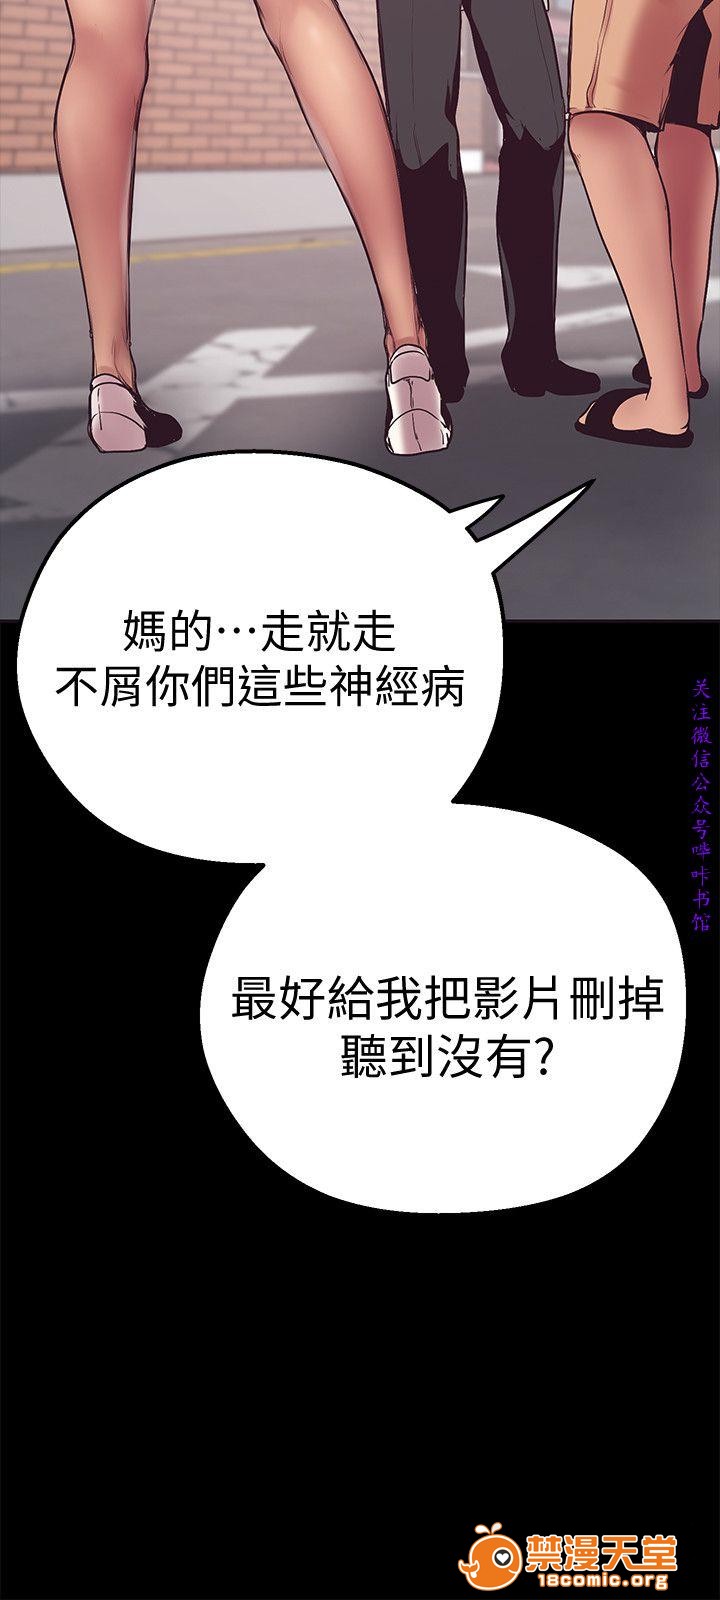 媽的…走就走
不屑你們這些神經病
关注微信公众号哔咔书馆
最好給我把影片刪掉
聽到沒有?
禁漫天堂
18comic.org